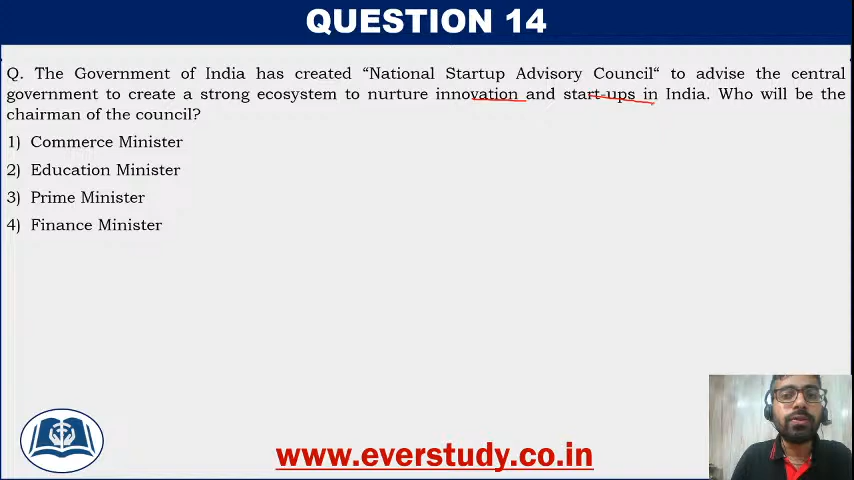 QUESTION 14
Q. The Government of India has created “National Startup Advisory Council“ to advise the central
government to create a strong ecosystem to nurture innovation and start-ups in India. Who will be the
chairman of the council?
1) Commerce Minister
2) Education Minister
3) Prime Minister
4) Finance Minister
www.everstudy.co.in